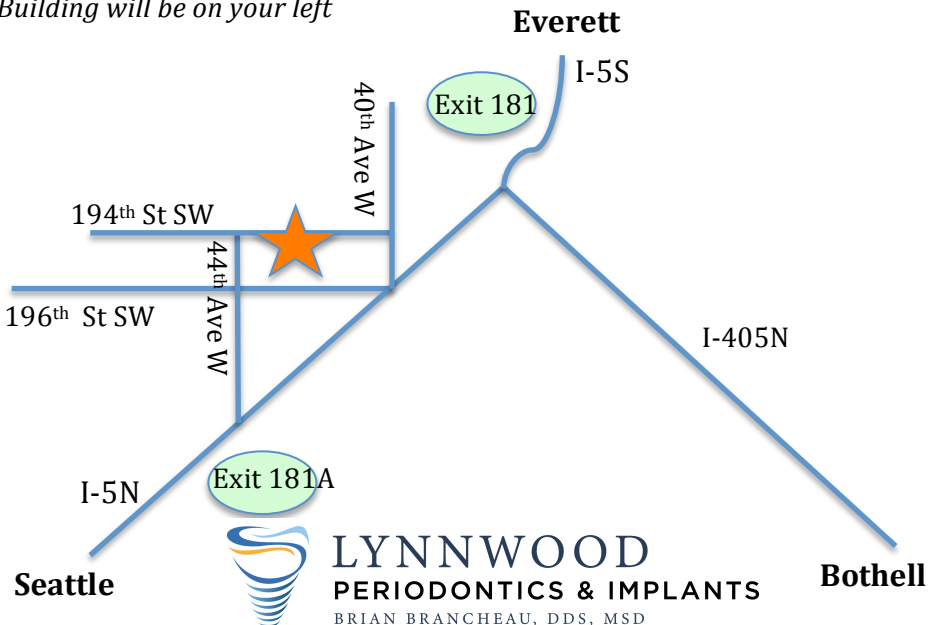 Building will be on your left
Everett
I-5S
Exit 181
40th Ave W
194th St SW
44th Ave W
196th St SW
I-405N
Exit 181A
I-5N
Seattle
Bothell
LYNNWOOD
PERIODONTICS & IMPLANTS
BRIAN BRANCHEAU, DDS, MSD